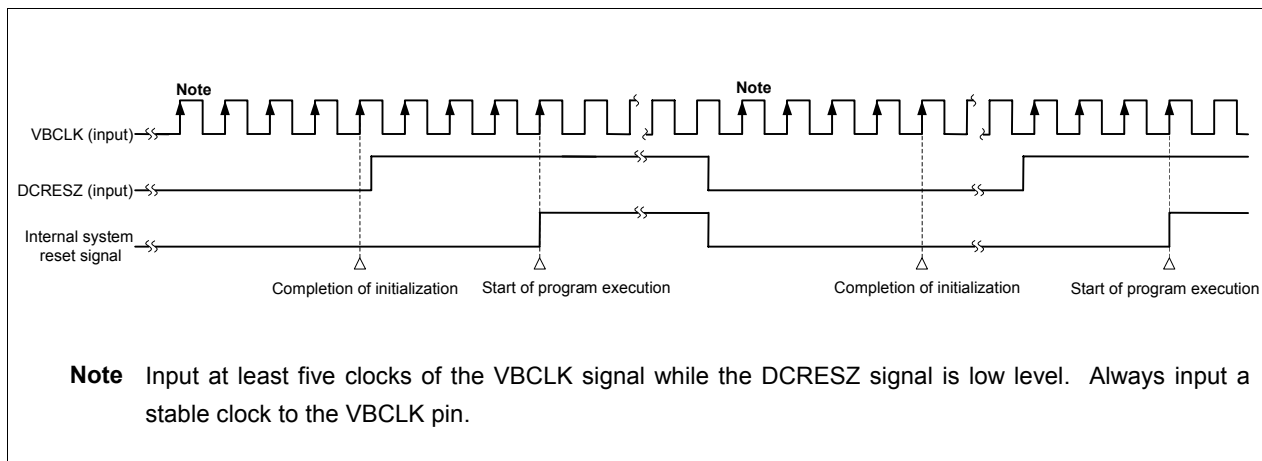 Note
Note
VBCLK (input)
DCRESZ (input)
Internal system
reset signal
Completion of initialization
Start of program execution
Completion of initialization
Start of program execution
Note Input at least five clocks of the VBCLK signal while the DCRESZ signal is low level. Always input a
stable clock to the VBCLK pin.